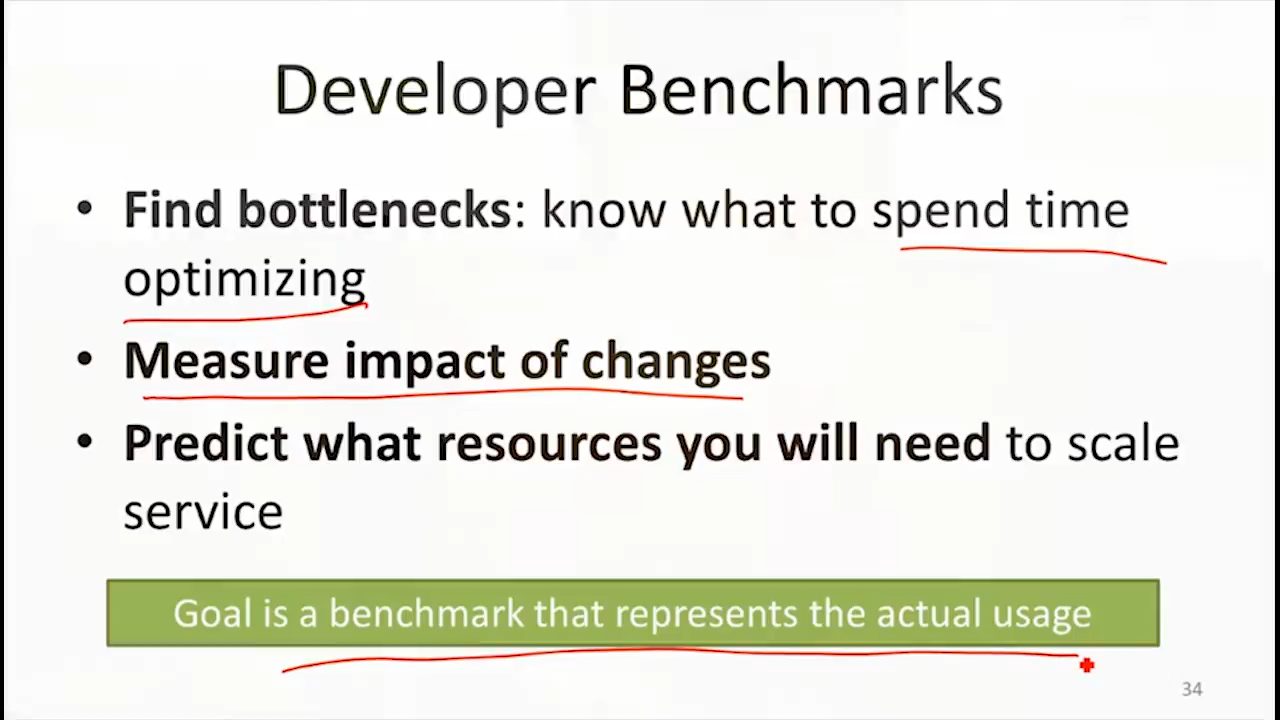 Developer Benchmarks
• Find bottlenecks: know what to spend time
optimizing
• Measure impact of changes
• Predict what resources you will need to scale
service
Goal is a benchmark that represents the actual usage
34